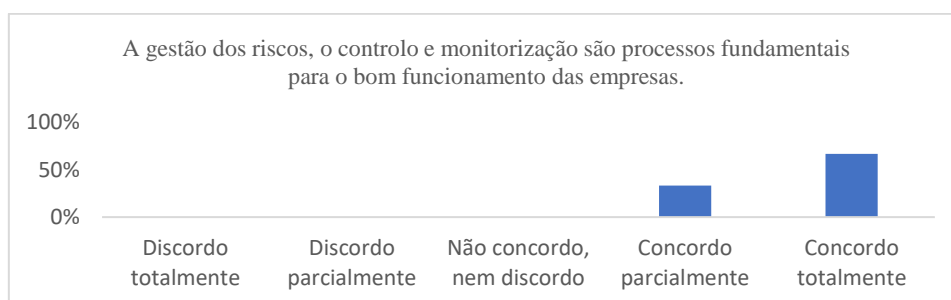 A gestão dos riscos, o controlo e monitorização são processos fundamentais
para o bom funcionamento das empresas.
100%
50%
0%
Discordo
totalmente
Discordo
parcialmente
Não concordo,
nem discordo
Concordo
parcialmente
Concordo
totalmente